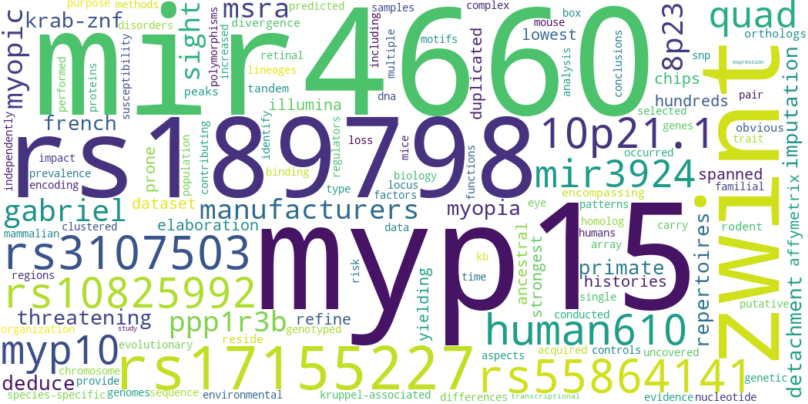 purpose methods
krab-znf
disorders
myopic
mir4660
sight
msra
divergence
predicted
samples
complex
polymorphisms
increased
retinal
lineages
peaks
tandem
illumina
susceptibility
performed
proteins
including
multiple
motifs
mouse
box
lowest
duplicated
dna
analysis
conclusions
8p23
quad
orthologs
snp
expression
chips
pair
hundreds
selected
genes
obvious
trait
imputation
zwint
independently
french
rs189798
10p21.1
impact
prevalence
encoding
prone
population
contributing
identify
binding
regulators
loss
type
mice
biology
locus
factors
functions
occurred
mir3924
spanned
familial
gabriel
dataset
manufacturers
myopia
encompassing
mammalian
clustered
elaboration
data
eye
patterns
homolog
humans
array
carry
rodent
affymetrix
detachment
rs3107503
myp15
risk
time
kb
ancestral
strongest
primate
histories
single
putative
repertoires
regions
rs10825992
yielding
conducted
threatening
ppp1r3b
refine
human610
organization
study
genotyped
evolutionary
reside
myp10
rs17155227
aspects
acquired
controls
uncovered
rs55864141
genetic
deduce
chromosome
provide
species-specific
genomes
sequence
environmental
kruppel-associated
differences
transcriptional
evidence
nucleotide